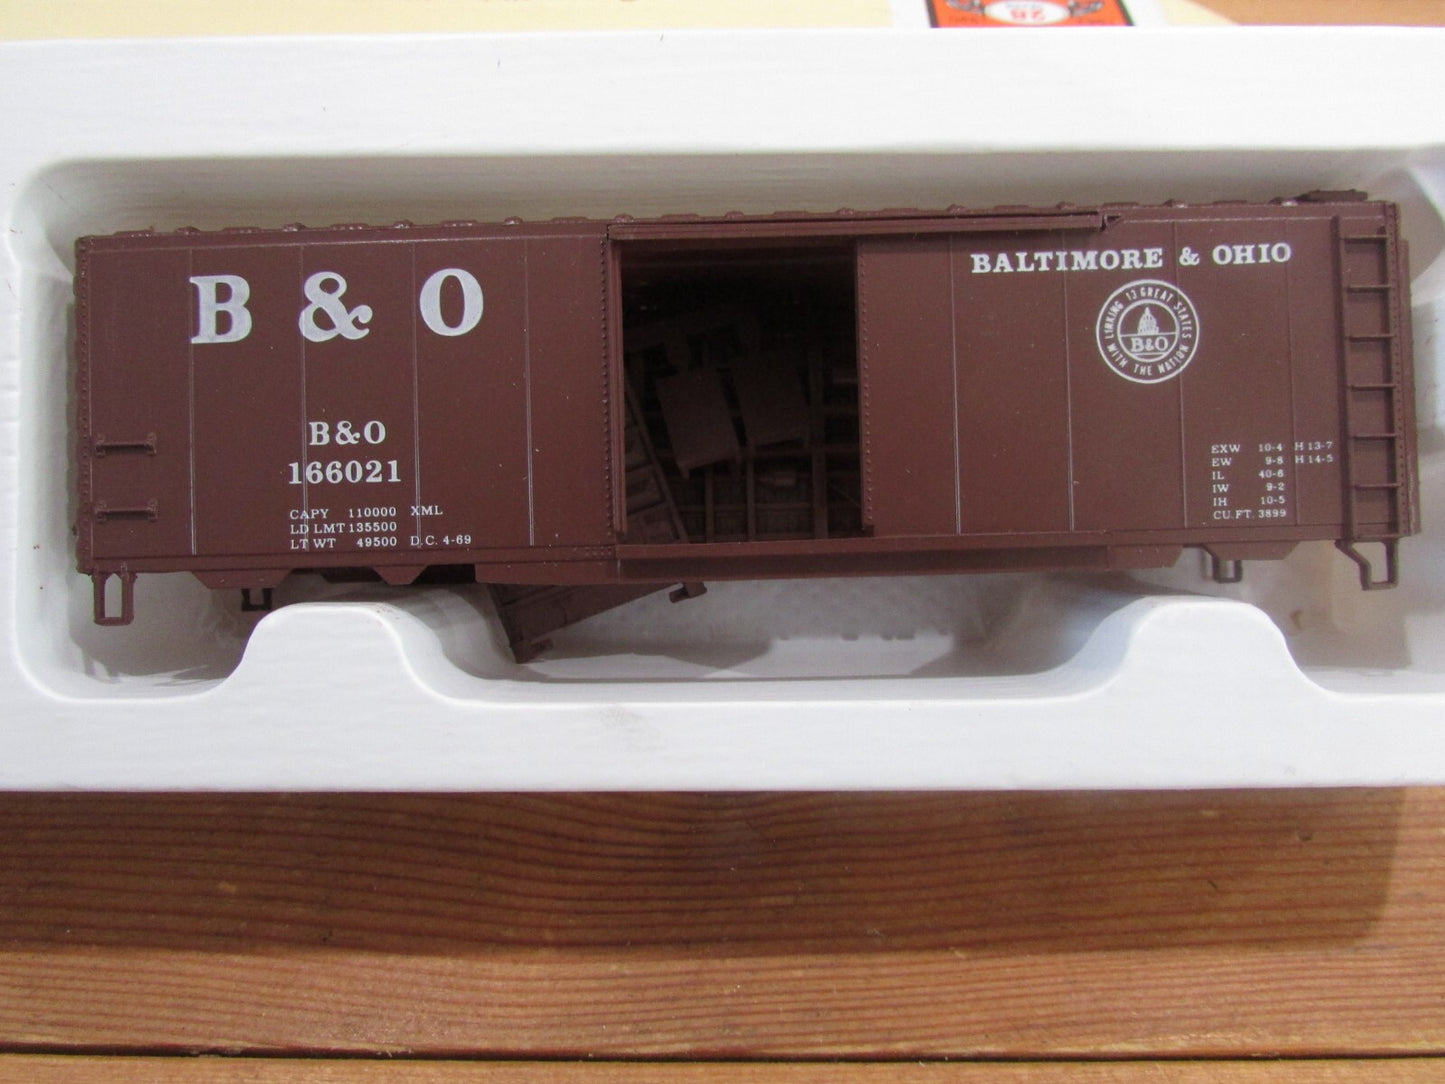 B & O
B&O
166021
CAPY 110000 XML
LD LMT 135500
LT WT 49500 D.C. 4-69
BALTIMORE & OHIO
LINKING 13 GREAT STATES
B&O
WITH THE NATION
EXW 10-4 H 13-7
EW 9-8 H 14-5
IL 40-6
IW 9-2
IH 10-5
CU.FT. 3899